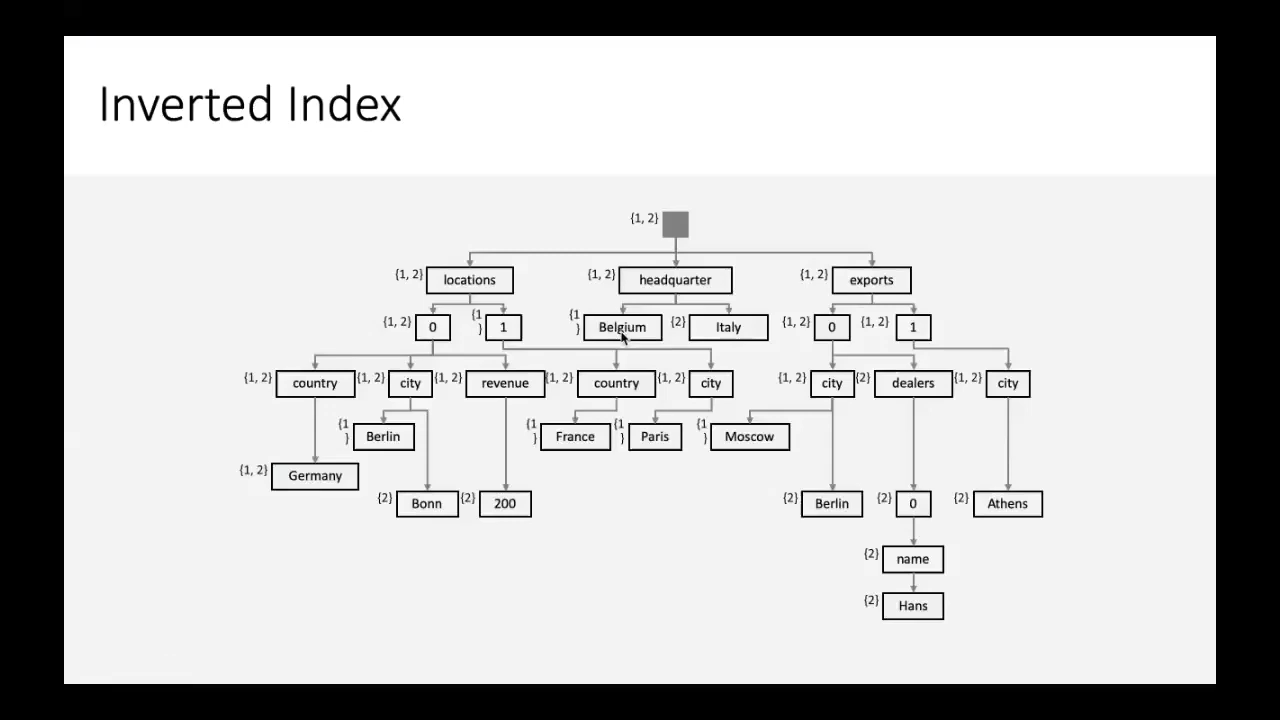 Inverted Index
{1, 2}
{1, 2} locations {1, 2} headquarter {1, 2} exports
{1, 2} 0 {1 } 1 {1 } Belgium {2} Italy {1, 2} 0 {1, 2} 1
{1, 2} country {1, 2} city {1, 2} revenue {1, 2} country {1, 2} city {1, 2} city {2} dealers {1, 2} city
{1 } Berlin {1 } France {1 } Paris {1 } Moscow
{1, 2} Germany
{2} Bonn {2} 200 {2} Berlin {2} 0 {2} Athens
{2} name
{2} Hans